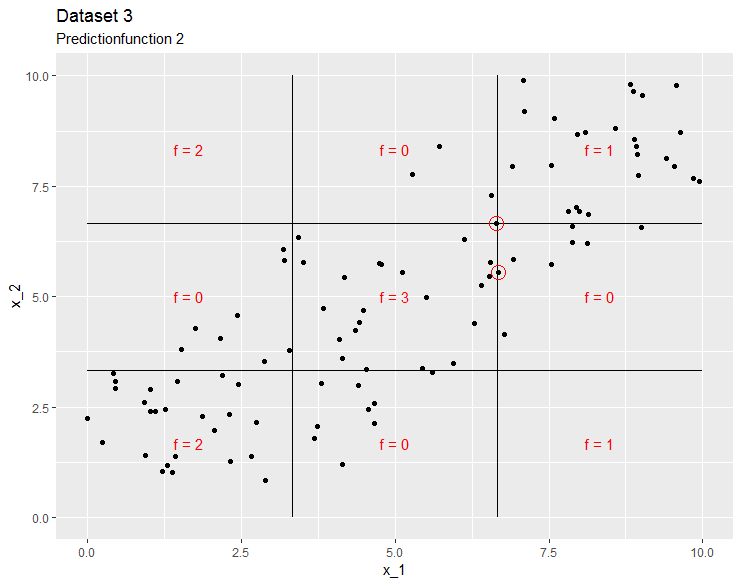 Dataset 3
Predictionfunction 2
10.0
f = 2 f = 0 f = 1
7.5
5.0
f = 0 f = 3 f = 0
2.5
f = 2 f = 0 f = 1
0.0
0.0 2.5 5.0 7.5 10.0
x_1
x_2